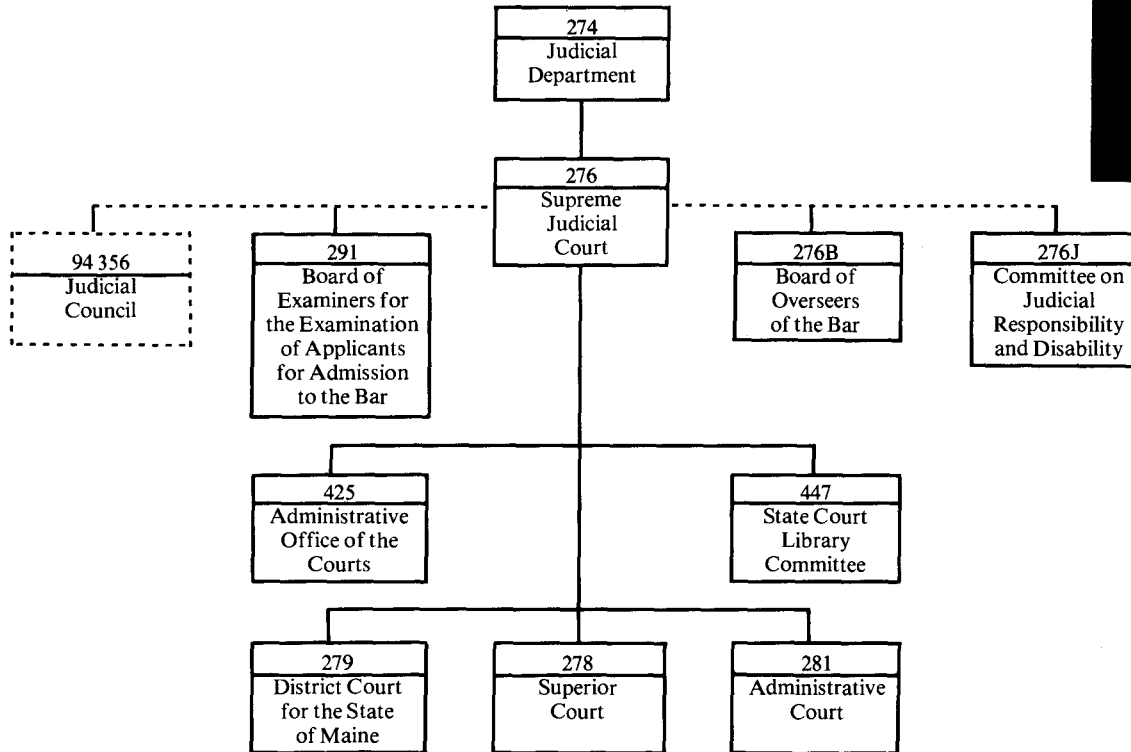 274
Judicial
Department
276
Supreme
Judicial
Court
94 356
Judicial
Council
291
Board of
Examiners for
the Examination
of Applicants
for Admission
to the Bar
276B
Board of
Overseers
of the Bar
276J
Committee on
Judicial
Responsibility
and Disability
425
Administrative
Office of the
Courts
447
State Court
Library
Committee
279
District Court
for the State
of Maine
278
Superior
Court
281
Administrative
Court